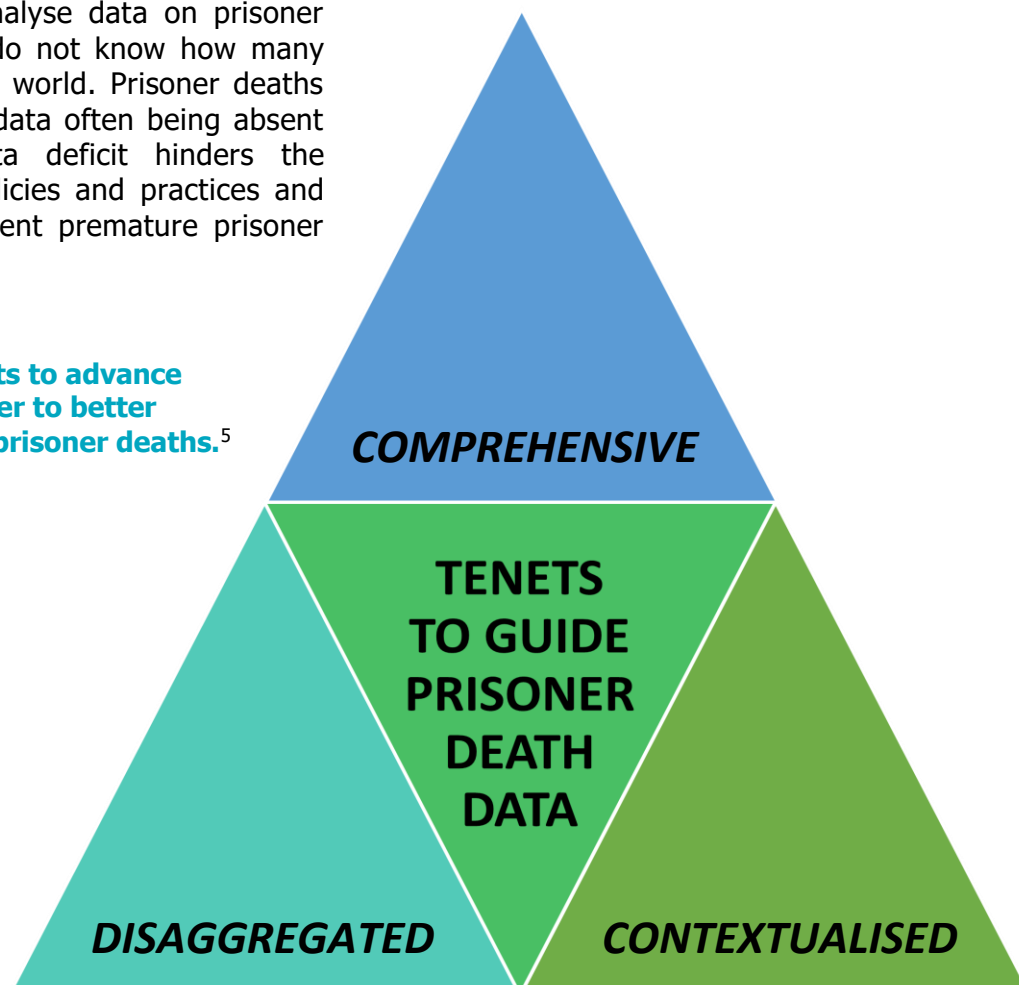 nalyse data on prisoner
do not know how many
world. Prisoner deaths
data often being absent
ta deficit hinders the
licies and practices and
ent premature prisoner
ts to advance
er to better
prisoner deaths.5
COMPREHENSIVE
TENETS
TO GUIDE
PRISONER
DEATH
DATA
DISAGGREGATED
CONTEXTUALISED